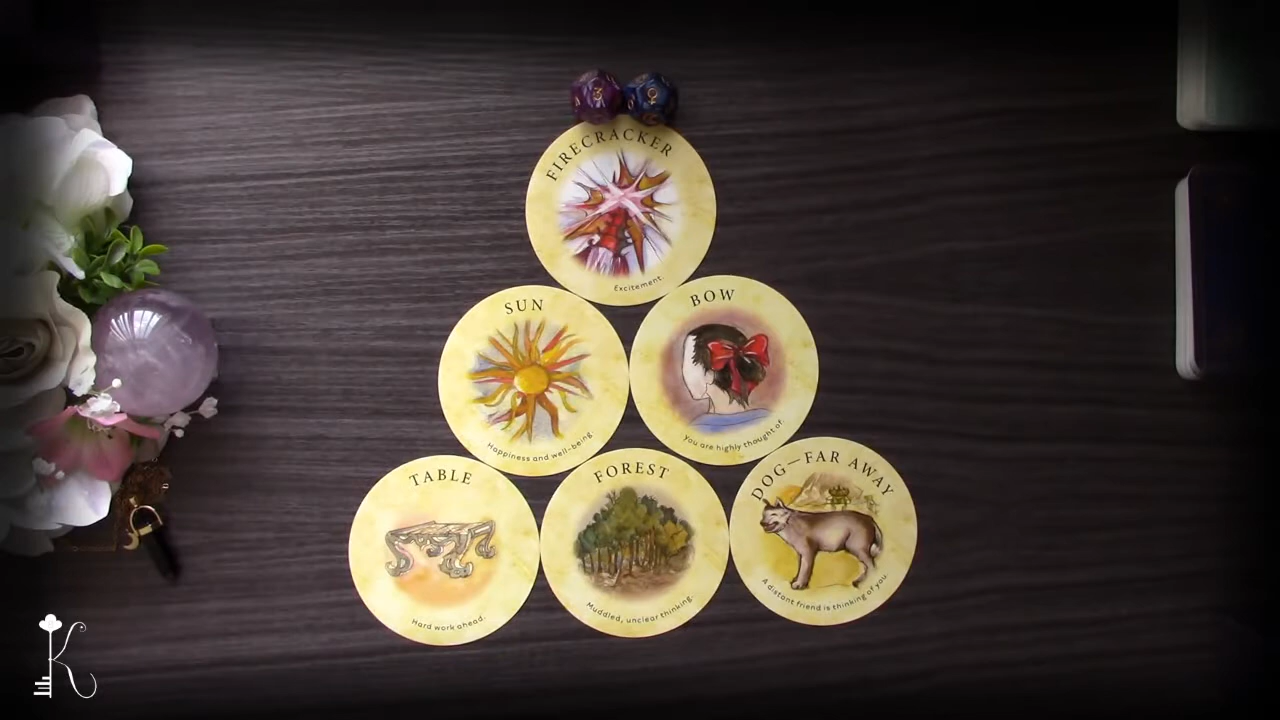 3
FIRECRACKER
Excitement.
SUN
Happiness and well-being.
BOW
You are highly thought of.
TABLE
Hard work ahead.
FOREST
Muddled, unclear thinking.
DOG—FAR AWAY
A distant friend is thinking of you.
K